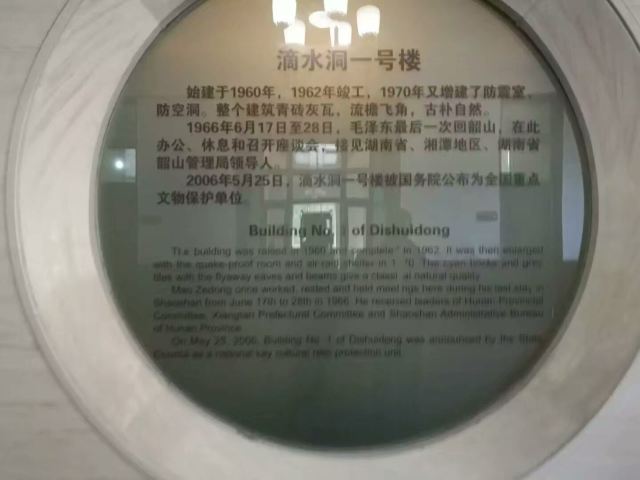 滴水洞一号楼
始建于1960年，1962年竣工，1970年又增建了防震室、
防空洞。整个建筑青砖灰瓦，流檐飞角，古朴自然。
1966年6月17日至28日，毛泽东最后一次回韶山，在此
办公、休息和召开座谈会，接见湖南省、湘潭地区、湖南省
韶山管理局领导人。
2006年5月25日，滴水洞一号楼被国务院公布为全国重点
文物保护单位。
Building No. 1 of Dishuidong
The building was raised in 1960 and complete in 1962. It was then enlarged
with the quake-proof room and air-raid shelter in 1970. The cyan bricks and grey
tiles with the flyaway eaves and beams give a classical natural quality.
Mao Zedong once worked, rested and held meetings here during his last stay in
Shaoshan from June 17th to 28th in 1966. He received leaders of Hunan Provincial
Committee, Xiangtan Prefectural Committee and Shaoshan Administrative Bureau
of Hunan Province.
On May 25, 2006, Building No. 1 of Dishuidong was announced by the State
Council as a national key cultural relic protection unit.